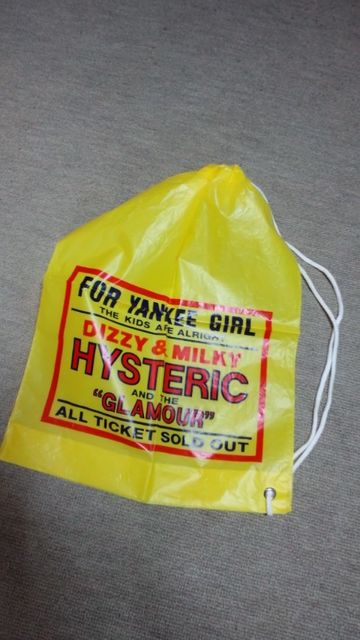 FOR YANKEE GIRL
THE KIDS ARE ALRIGHT
DIZZY & MILKY
HYSTERIC
AND THE
"GLAMOUR"
ALL TICKET SOLD OUT